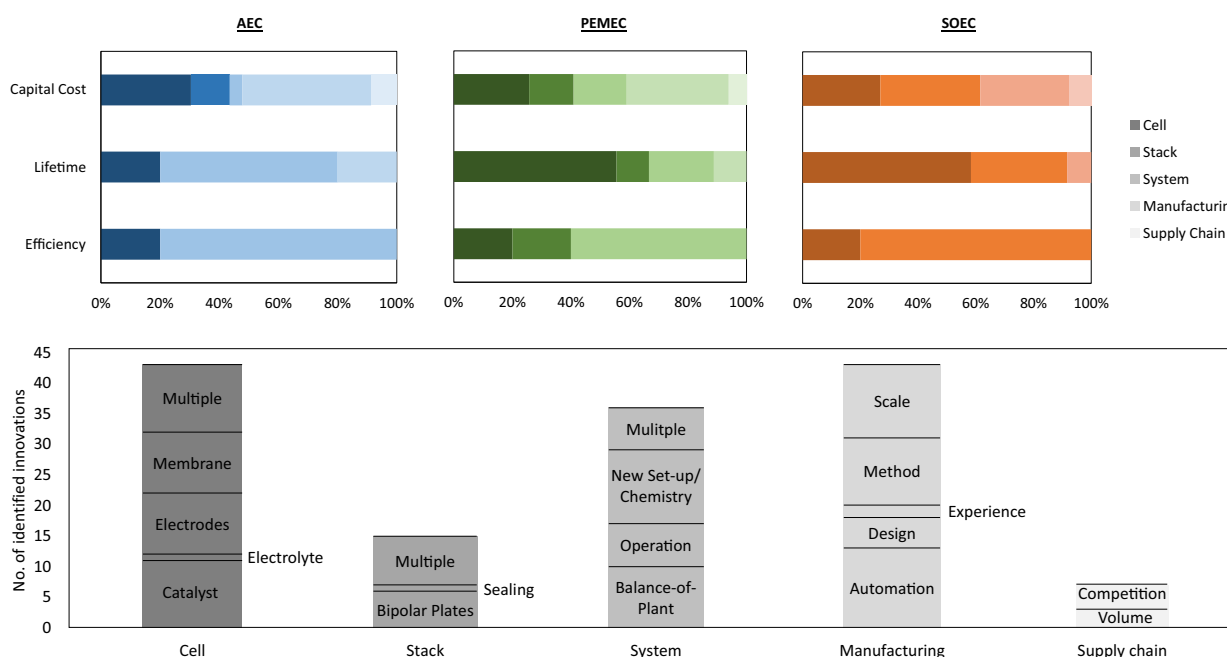 AEC
PEMEC
SOEC
Capital Cost
Lifetime
Efficiency
0% 20% 40% 60% 80% 100%
0% 20% 40% 60% 80% 100%
0% 20% 40% 60% 80% 100%
Cell
Stack
System
Manufacturin
Supply Chain
No. of identified innovations
45
40
35
30
25
20
15
10
5
0
Multiple
Membrane
Electrodes
Electrolyte
Catalyst
Multiple
Sealing
Bipolar Plates
Mulitple
New Set-up/
Chemistry
Operation
Balance-of-
Plant
Scale
Method
Experience
Design
Automation
Competition
Volume
Cell
Stack
System
Manufacturing
Supply chain